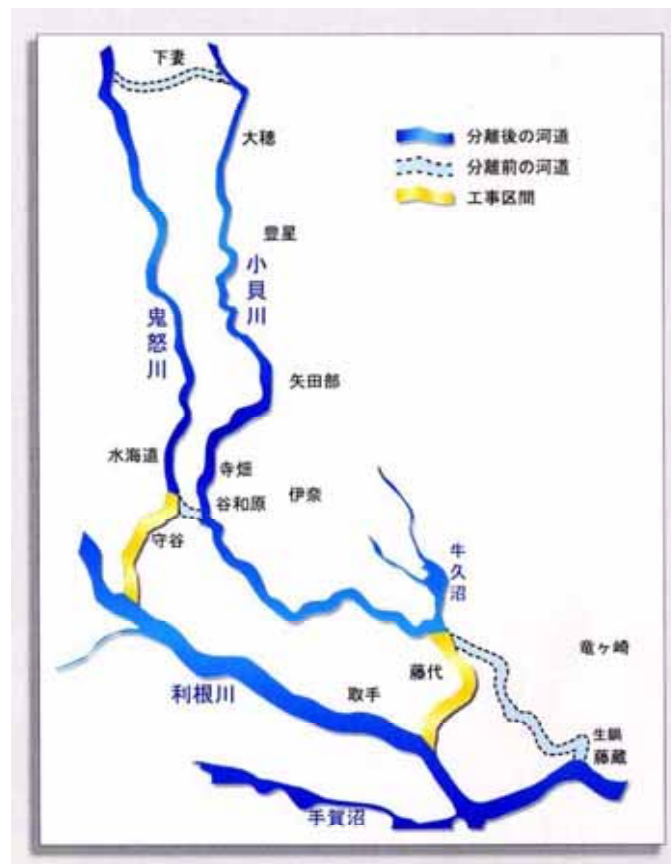 下妻
大穂
分離後の河道
分離前の河道
工事区間
豊星
小貝川
鬼怒川
矢田部
水海道
寺畑
谷和原
伊奈
守谷
牛久沼
竜ヶ崎
藤代
利根川
取手
生鍋
藤蔵
手賀沼